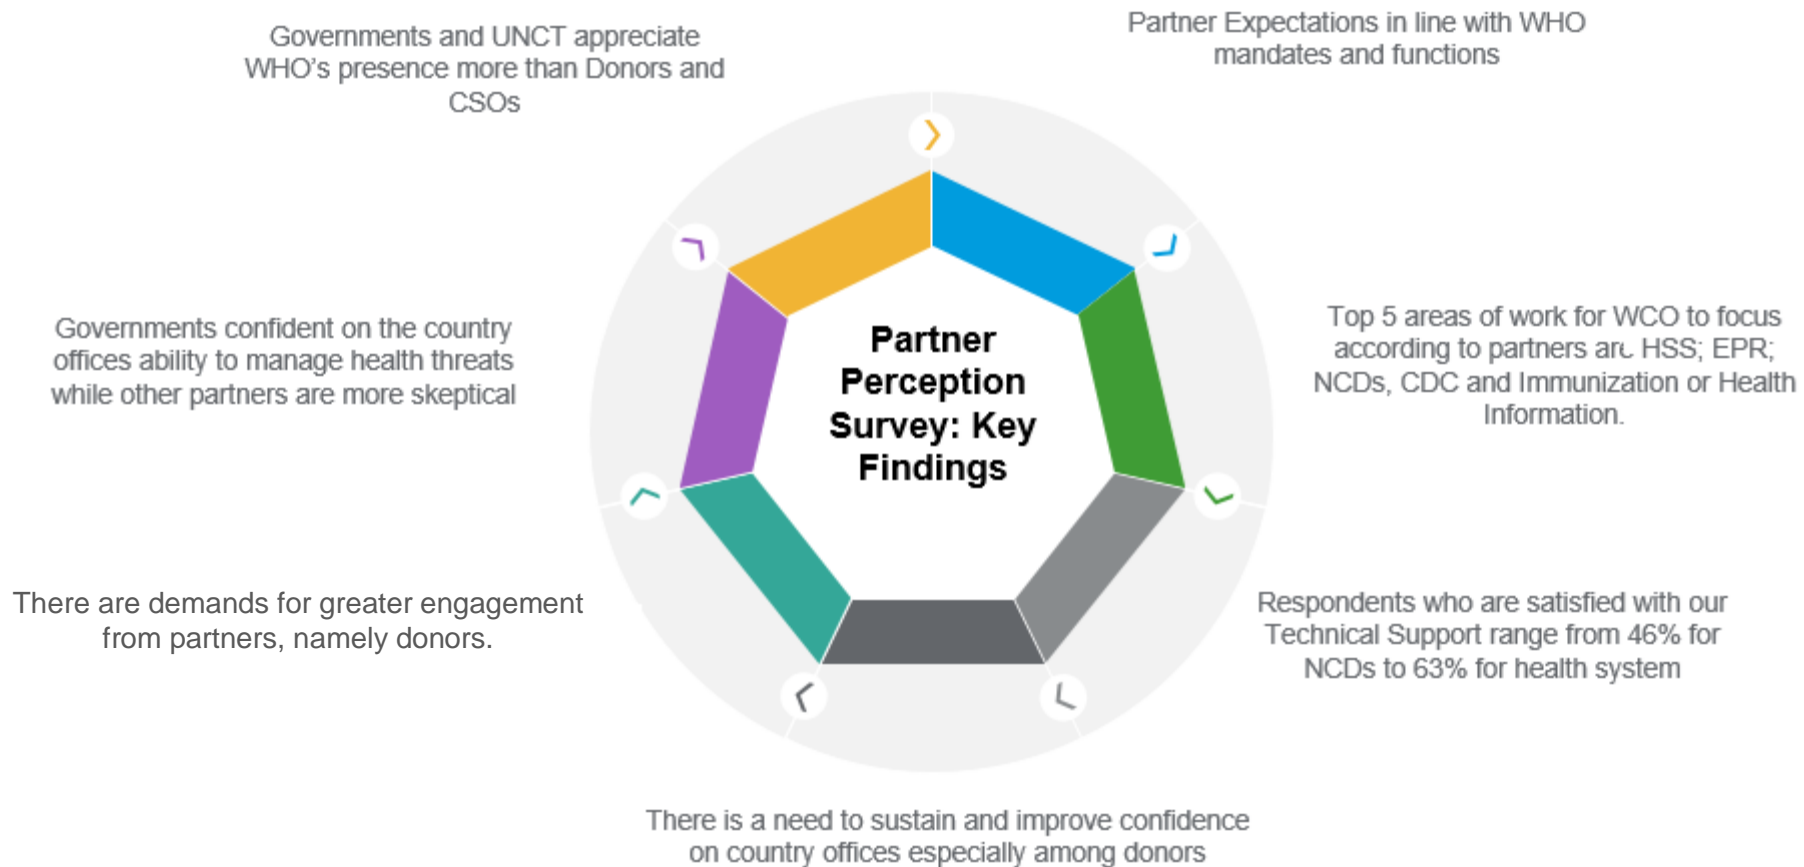 Governments and UNCT appreciate
WHO’s presence more than Donors and
CSOs
Partner Expectations in line with WHO
mandates and functions
Governments confident on the country
offices ability to manage health threats
while other partners are more skeptical
Partner
Perception
Survey: Key
Findings
Top 5 areas of work for WCO to focus
according to partners are HSS; EPR;
NCDs, CDC and Immunization or Health
Information.
There are demands for greater engagement
from partners, namely donors.
Respondents who are satisfied with our
Technical Support range from 46% for
NCDs to 63% for health system
There is a need to sustain and improve confidence
on country offices especially among donors